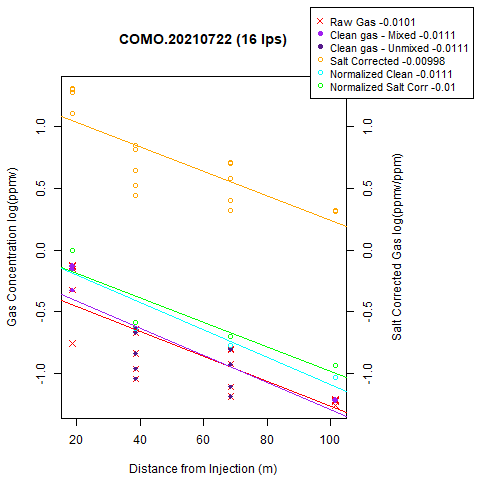 COMO.20210722 (16 lps)
Raw Gas -0.0101
Clean gas - Mixed -0.0111
Clean gas - Unmixed -0.0111
Salt Corrected -0.00998
Normalized Clean -0.0111
Normalized Salt Corr -0.01
Gas Concentration log(ppmv)
1.0
0.5
0.0
-0.5
-1.0
1.0
0.5
0.0
-0.5
-1.0
Salt Corrected Gas log(ppmv/ppm)
20 40 60 80 100
Distance from Injection (m)